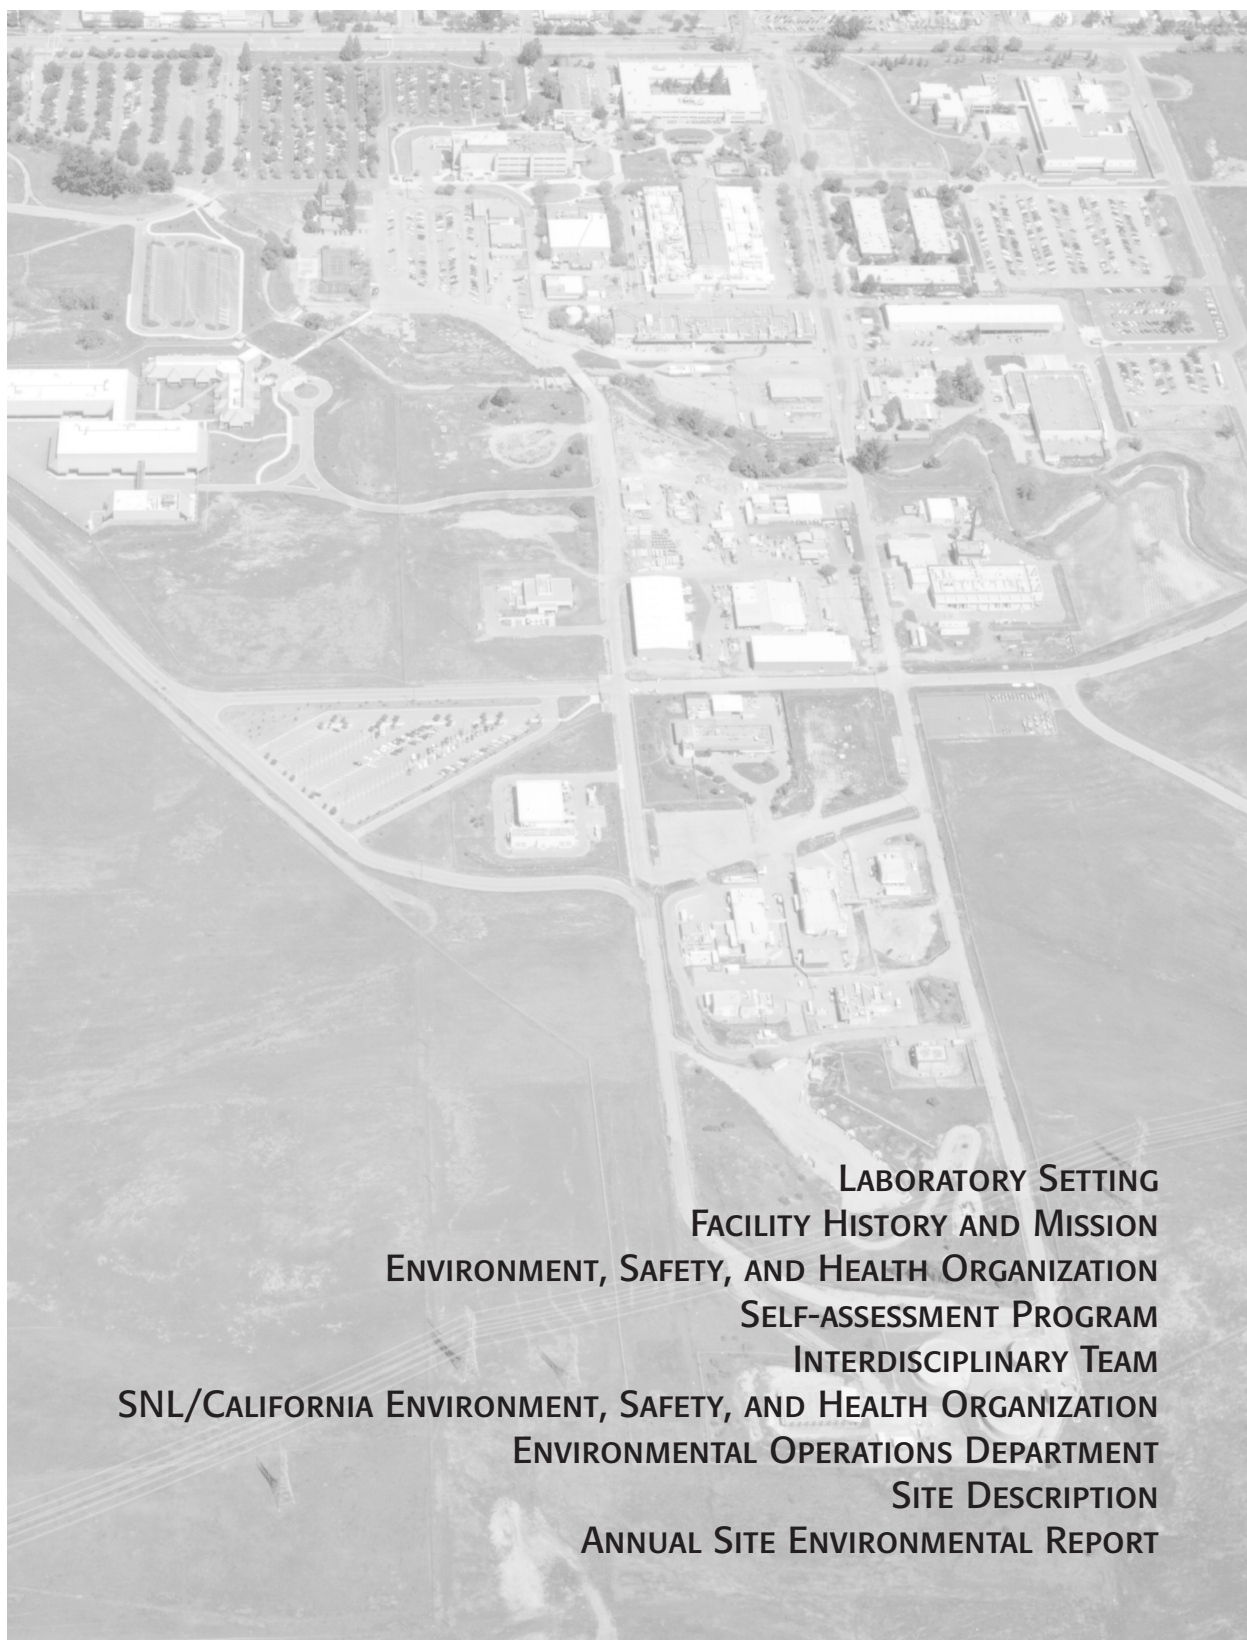 Laboratory Setting
Facility History and Mission
Environment, Safety, and Health Organization
Self-assessment Program
Interdisciplinary Team
SNL/California Environment, Safety, and Health Organization
Environmental Operations Department
Site Description
Annual Site Environmental Report